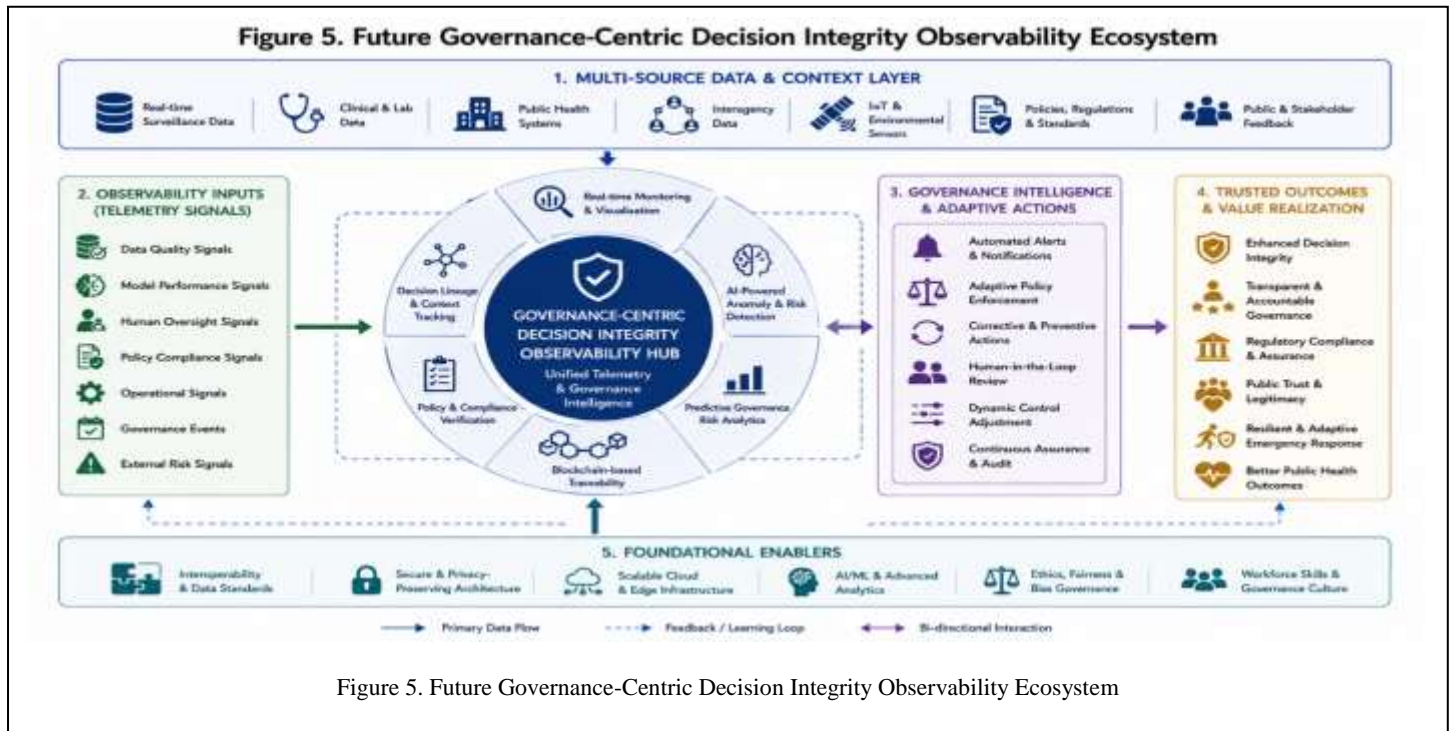 Figure 5. Future Governance-Centric Decision Integrity Observability Ecosystem
1. MULTI-SOURCE DATA & CONTEXT LAYER
Real-time
Surveillance Data
Clinical & Lab
Data
Public Health
Systems
Interagency
Data
IoT &
Environmental
Sensors
Policies, Regulations
& Standards
Public & Stakeholder
Feedback
2. OBSERVABILITY INPUTS
(TELEMETRY SIGNALS)
Data Quality Signals
Model Performance Signals
Human Oversight Signals
Policy Compliance Signals
Operational Signals
Governance Events
External Risk Signals
Real-time Monitoring
& Visualization
Decision Lineage
& Context
Tracking
AI-Powered
Anomaly & Risk
Detection
GOVERNANCE-CENTRIC
DECISION INTEGRITY
OBSERVABILITY HUB
Unified Telemetry
& Governance
Intelligence
Policy & Compliance
Verification
Predictive Governance
Risk Analytics
Blockchain-based
Traceability
3. GOVERNANCE INTELLIGENCE
& ADAPTIVE ACTIONS
Automated Alerts
& Notifications
Adaptive Policy
Enforcement
Corrective & Preventive
Actions
Human-in-the-Loop
Review
Dynamic Control
Adjustment
Continuous Assurance
& Audit
4. TRUSTED OUTCOMES
& VALUE REALIZATION
Enhanced Decision
Integrity
Transparent &
Accountable
Governance
Regulatory Compliance
& Assurance
Public Trust &
Legitimacy
Resilient & Adaptive
Emergency Response
Better Public Health
Outcomes
5. FOUNDATIONAL ENABLERS
Interoperability
& Data Standards
Secure & Privacy-
Preserving Architecture
Scalable Cloud
& Edge Infrastructure
AI/ML & Advanced
Analytics
Ethics, Fairness &
Bias Governance
Workforce Skills &
Governance Culture
Primary Data Flow
Feedback / Learning Loop
Bi-directional Interaction
Figure 5. Future Governance-Centric Decision Integrity Observability Ecosystem